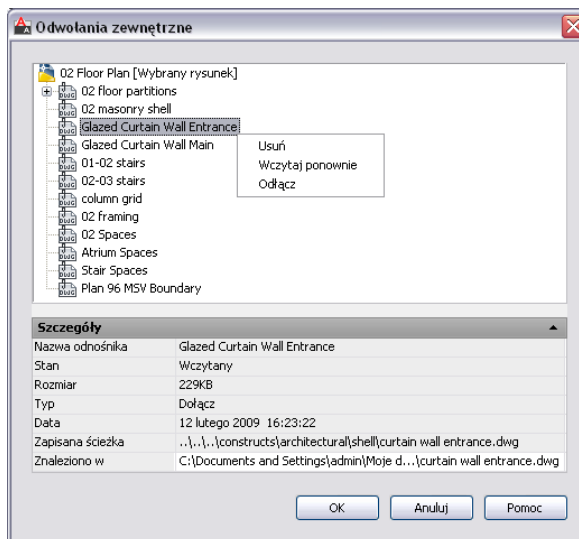 Odwołania zewnętrzne
02 Floor Plan [Wybrany rysunek]
02 floor partitions
02 masonry shell
Glazed Curtain Wall Entrance
Glazed Curtain Wall Main
Usuń
01-02 stairs
Wczytaj ponownie
02-03 stairs
Odłącz
column grid
02 framing
02 Spaces
Atrium Spaces
Stair Spaces
Plan 96 MSV Boundary
Szczegóły
Nazwa odnośnika Glazed Curtain Wall Entrance
Stan Wczytany
Rozmiar 229KB
Typ Dołącz
Data 12 lutego 2009 16:23:22
Zapisana ścieżka ..\..\..\constructs\architectural\shell\curtain wall entrance.dwg
Znaleziono w C:\Documents and Settings\admin\Moje d...\curtain wall entrance.dwg
OK Anuluj Pomoc